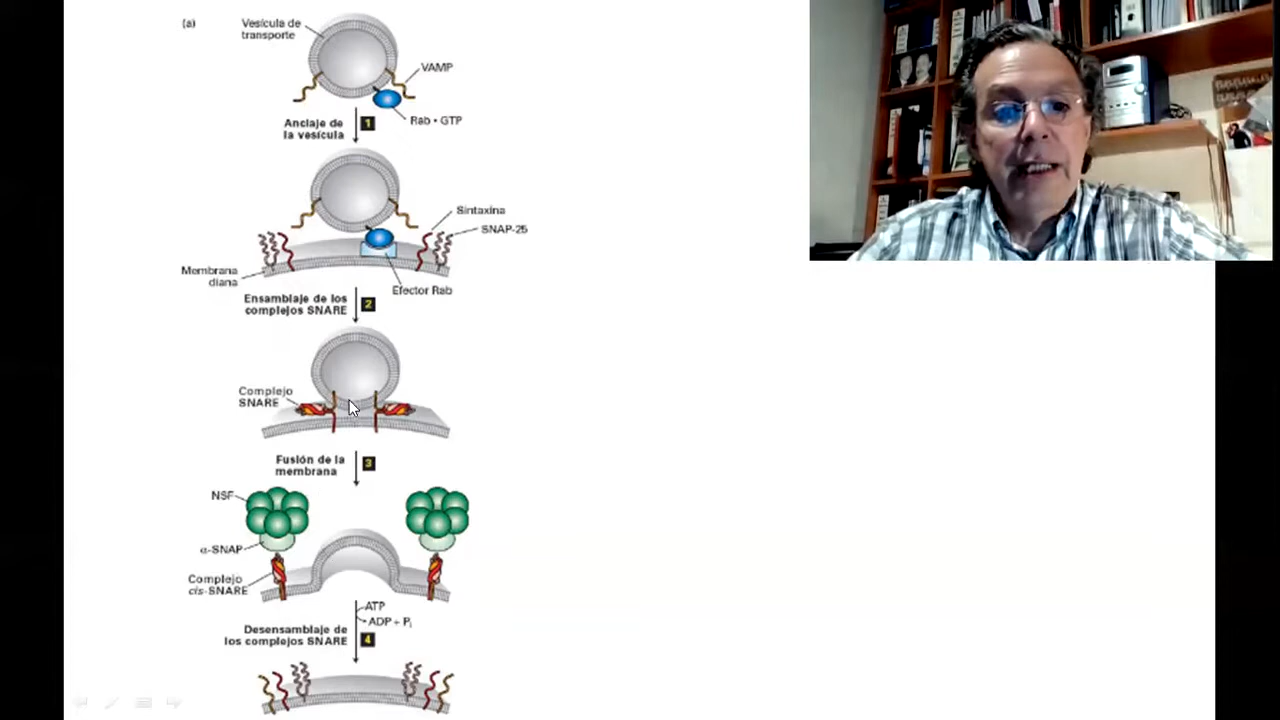 (a)
Vesícula de
transporte
VAMP
Rab • GTP
Anclaje de
la vesícula
1
Sintaxina
SNAP-25
Membrana
diana
Efector Rab
Ensamblaje de los
complejos SNARE
2
Complejo
SNARE
Fusión de la
membrana
3
NSF
α-SNAP
Complejo
cis-SNARE
ATP
ADP + Pi
Desensamblaje de
los complejos SNARE
4